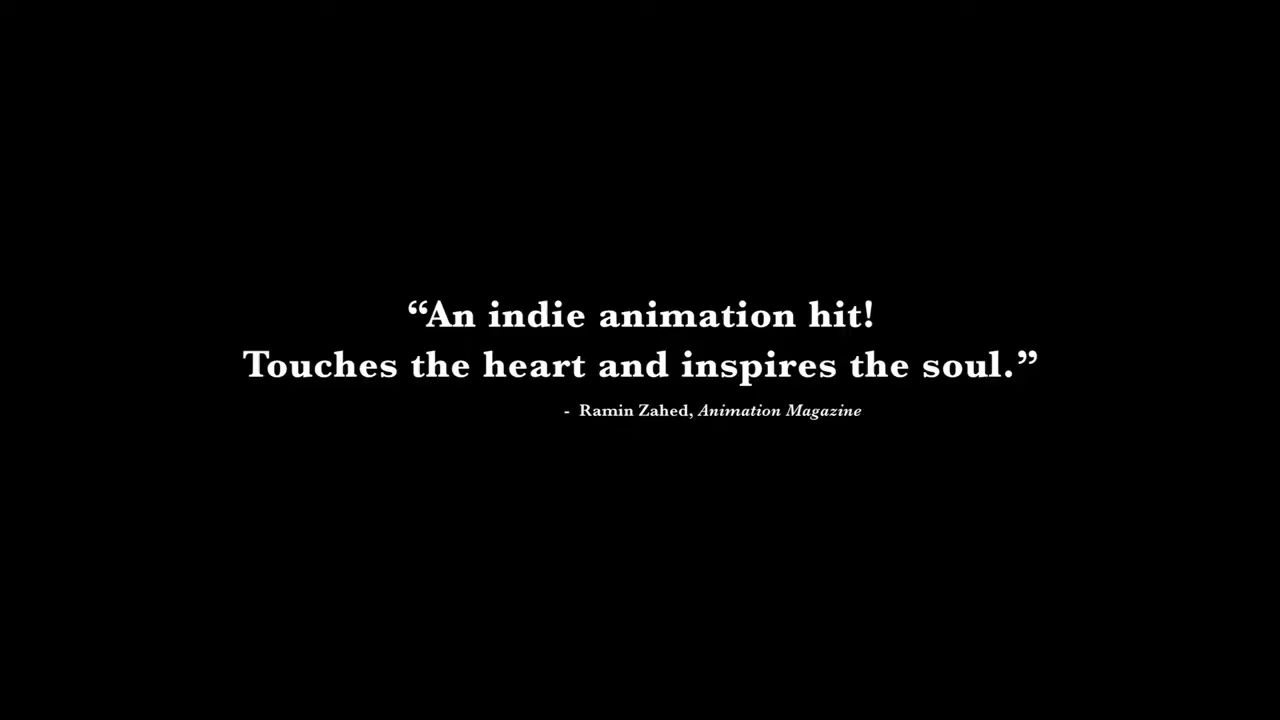 “An indie animation hit!
Touches the heart and inspires the soul.”
- Ramin Zahed, Animation Magazine